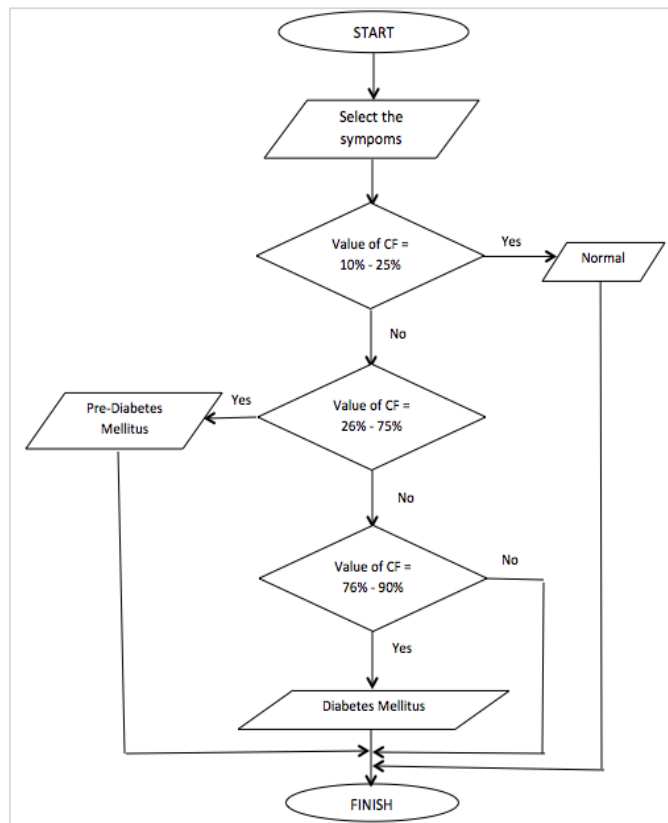 START
Select the
sympoms
Value of CF =
10% - 25%
Yes
Normal
No
Value of CF =
26% - 75%
Yes
Pre-Diabetes
Mellitus
No
Value of CF =
76% - 90%
No
Yes
Diabetes Mellitus
FINISH